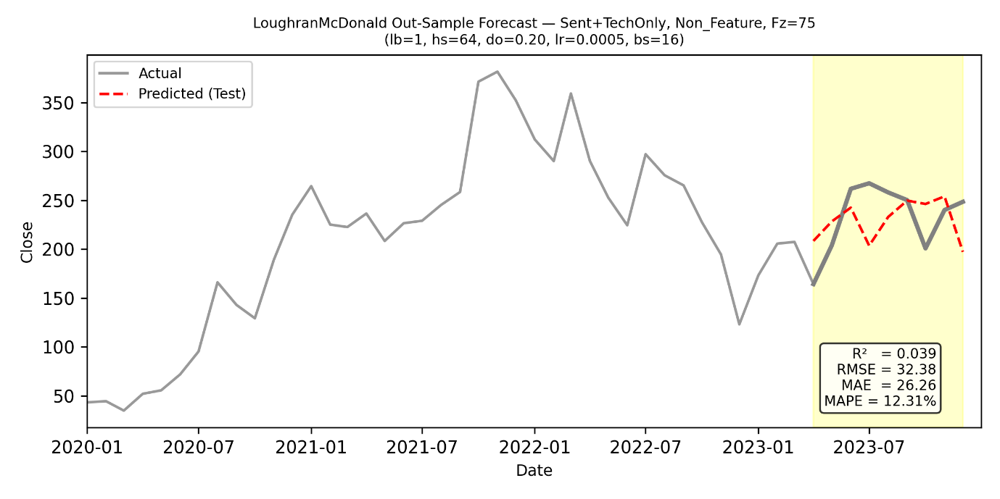 LoughranMcDonald Out-Sample Forecast — Sent+TechOnly, Non_Feature, Fz=75
(lb=1, hs=64, do=0.20, lr=0.0005, bs=16)
Actual
Predicted (Test)
Close
350
300
250
200
150
100
50
R² = 0.039
RMSE = 32.38
MAE = 26.26
MAPE = 12.31%
2020-01 2020-07 2021-01 2021-07 2022-01 2022-07 2023-01 2023-07
Date